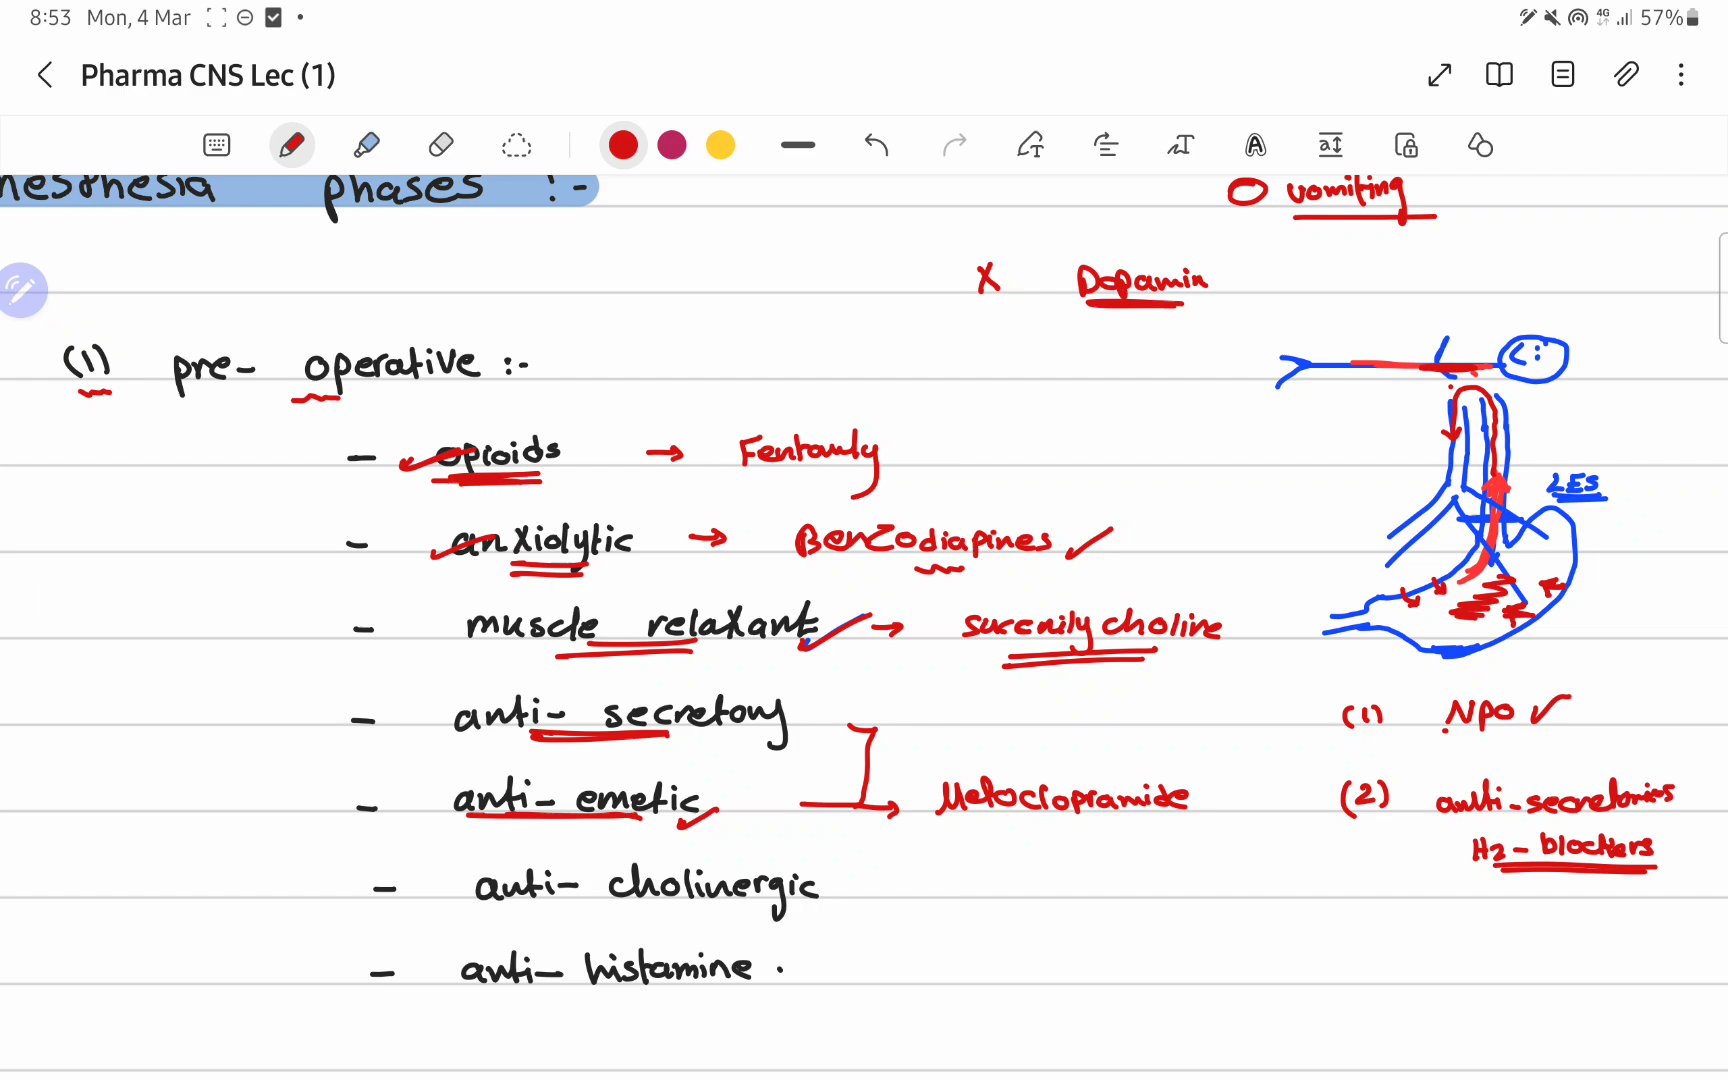 8:53 Mon, 4 Mar 4G 57%
Pharma CNS Lec (1)
nesthesia phases :-
O vomiting
X Dopamin
(1) pre- operative :-
- opioids → Fentanly
LES
- anxiolytic → Benzodiapines ✓
- muscle relaxant → succnilycholine
- anti- secretory
(1) NPO ✓
- anti- emetic → Metoclopramide
(2) anti-secretories
H2- blockers
- anti- cholinergic
- anti- histamine .